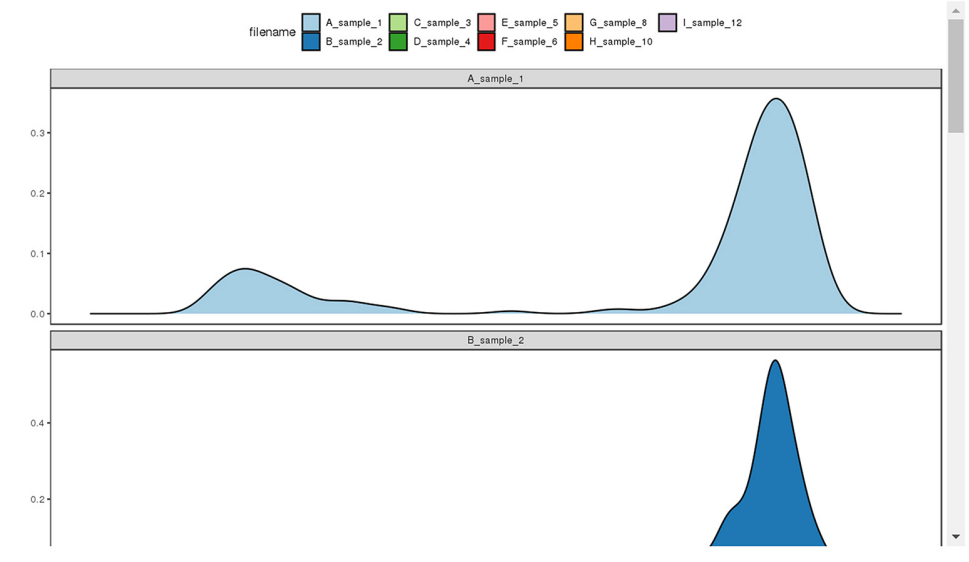 filename
A_sample_1 C_sample_3 E_sample_5 G_sample_8 I_sample_12
B_sample_2 D_sample_4 F_sample_6 H_sample_10
A_sample_1
0.3
0.2
0.1
0.0
B_sample_2
0.4
0.2